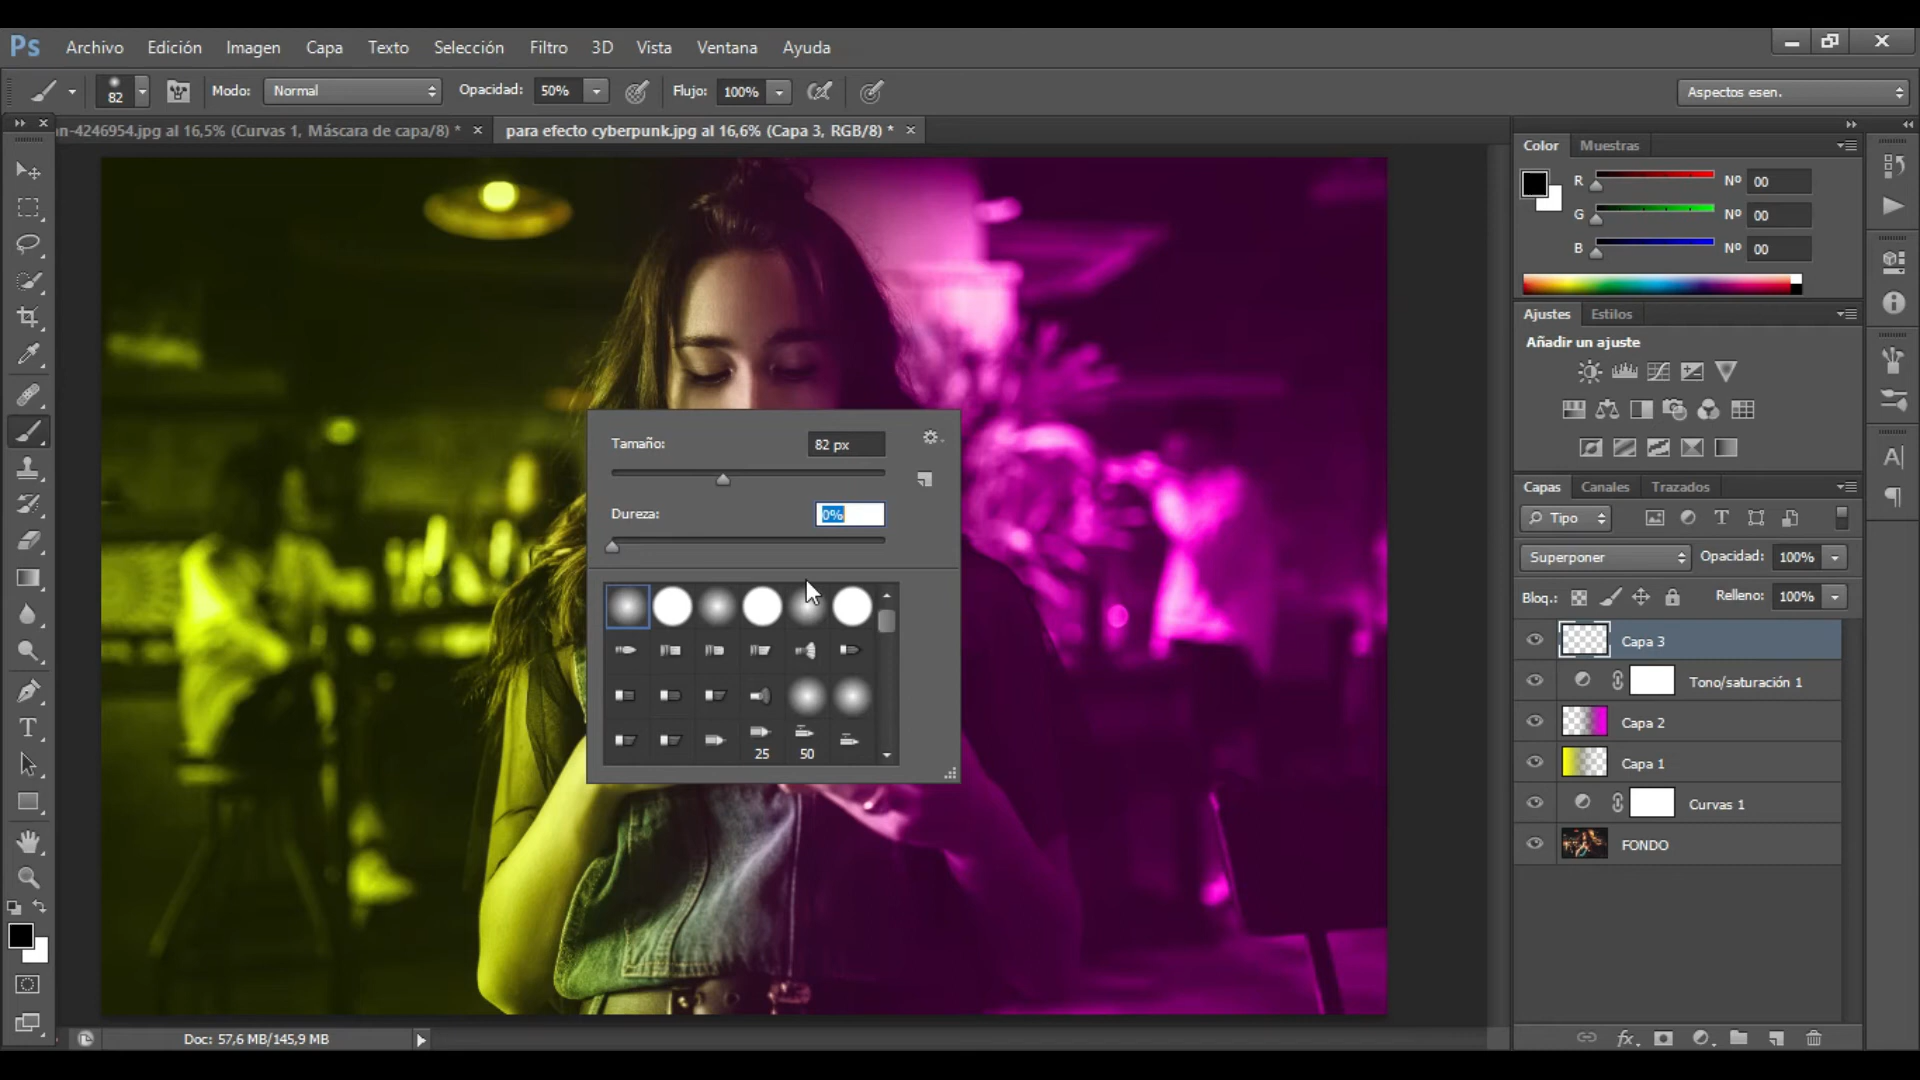 Ps Archivo Edición Imagen Capa Texto Selección Filtro 3D Vista Ventana Ayuda
82 Modo: Normal Opacidad: 50% Flujo: 100% Aspectos esen.
an-4246954.jpg al 16,5% (Curvas 1, Máscara de capa/8) * para efecto cyberpunk.jpg al 16,6% (Capa 3, RGB/8) *
Color Muestras
R Nº 00
G Nº 00
B Nº 00
Ajustes Estilos
Añadir un ajuste
Tamaño: 82 px
Dureza: 0%
25 50
Capas Canales Trazados
Tipo
Superponer Opacidad: 100%
Bloq.: Relleno: 100%
Capa 3
Tono/saturación 1
Capa 2
Capa 1
Curvas 1
FONDO
Doc: 57,6 MB/145,9 MB